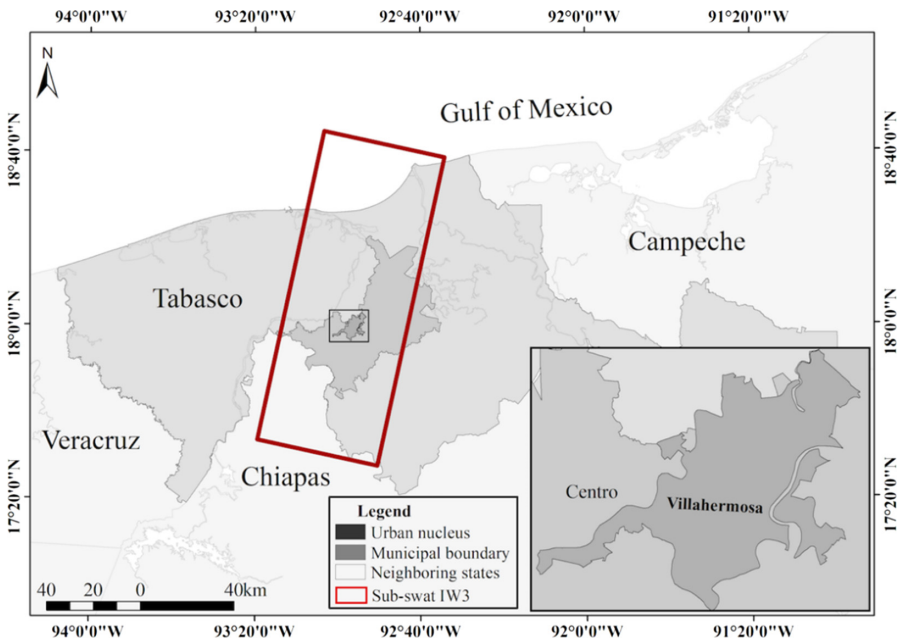 94°0'0"W 93°20'0"W 92°40'0"W 92°0'0"W 91°20'0"W
N
Gulf of Mexico
18°40'0"N 18°40'0"N
Campeche
Tabasco
18°0'0"N 18°0'0"N
Veracruz
Chiapas
17°20'0"N 17°20'0"N
Centro
Villahermosa
Legend
Urban nucleus
Municipal boundary
Neighboring states
Sub-swat IW3
40 20 0 40km
94°0'0"W 93°20'0"W 92°40'0"W 92°0'0"W 91°20'0"W